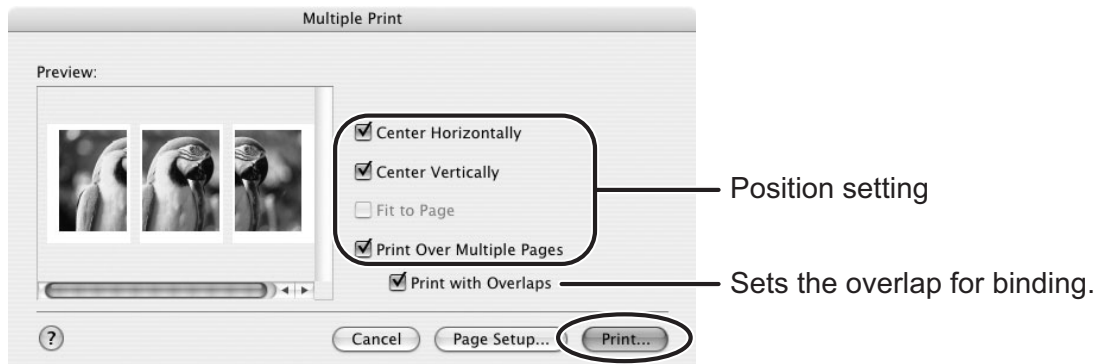 Multiple Print
Preview:
Center Horizontally
Center Vertically
Fit to Page
Print Over Multiple Pages
Print with Overlaps
Position setting
Sets the overlap for binding.
?
Cancel
Page Setup...
Print...